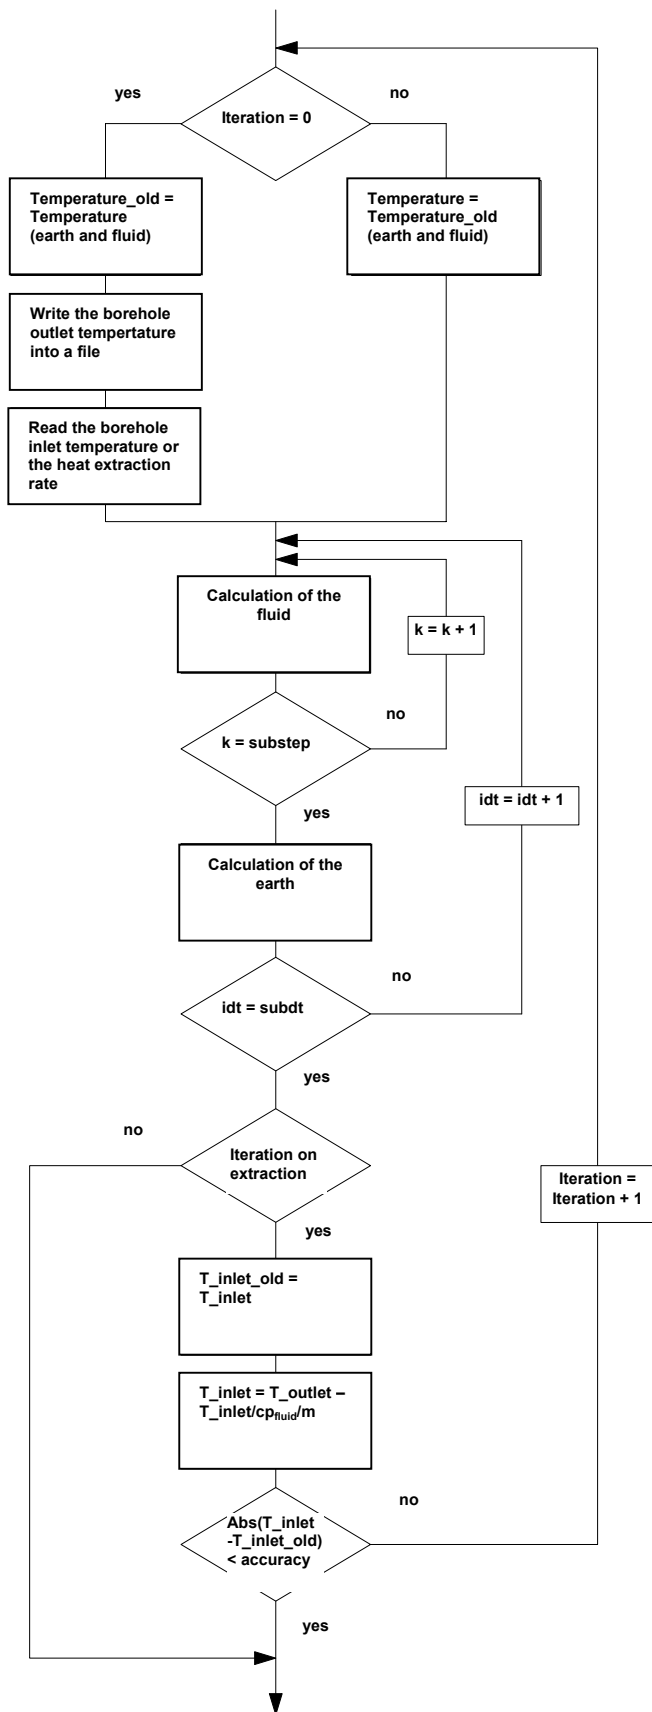 yes
no
Iteration = 0
Temperature_old =
Temperature
(earth and fluid)
Temperature =
Temperature_old
(earth and fluid)
Write the borehole
outlet tempertature
into a file
Read the borehole
inlet temperature or
the heat extraction
rate
Calculation of the
fluid
k = k + 1
no
k = substep
yes
idt = idt + 1
Calculation of the
earth
no
idt = subdt
yes
no
Iteration on
extraction
Iteration =
Iteration + 1
yes
T_inlet_old =
T_inlet
T_inlet = T_outlet –
T_inlet/cpfluid/m
no
Abs(T_inlet
-T_inlet_old)
< accuracy
yes